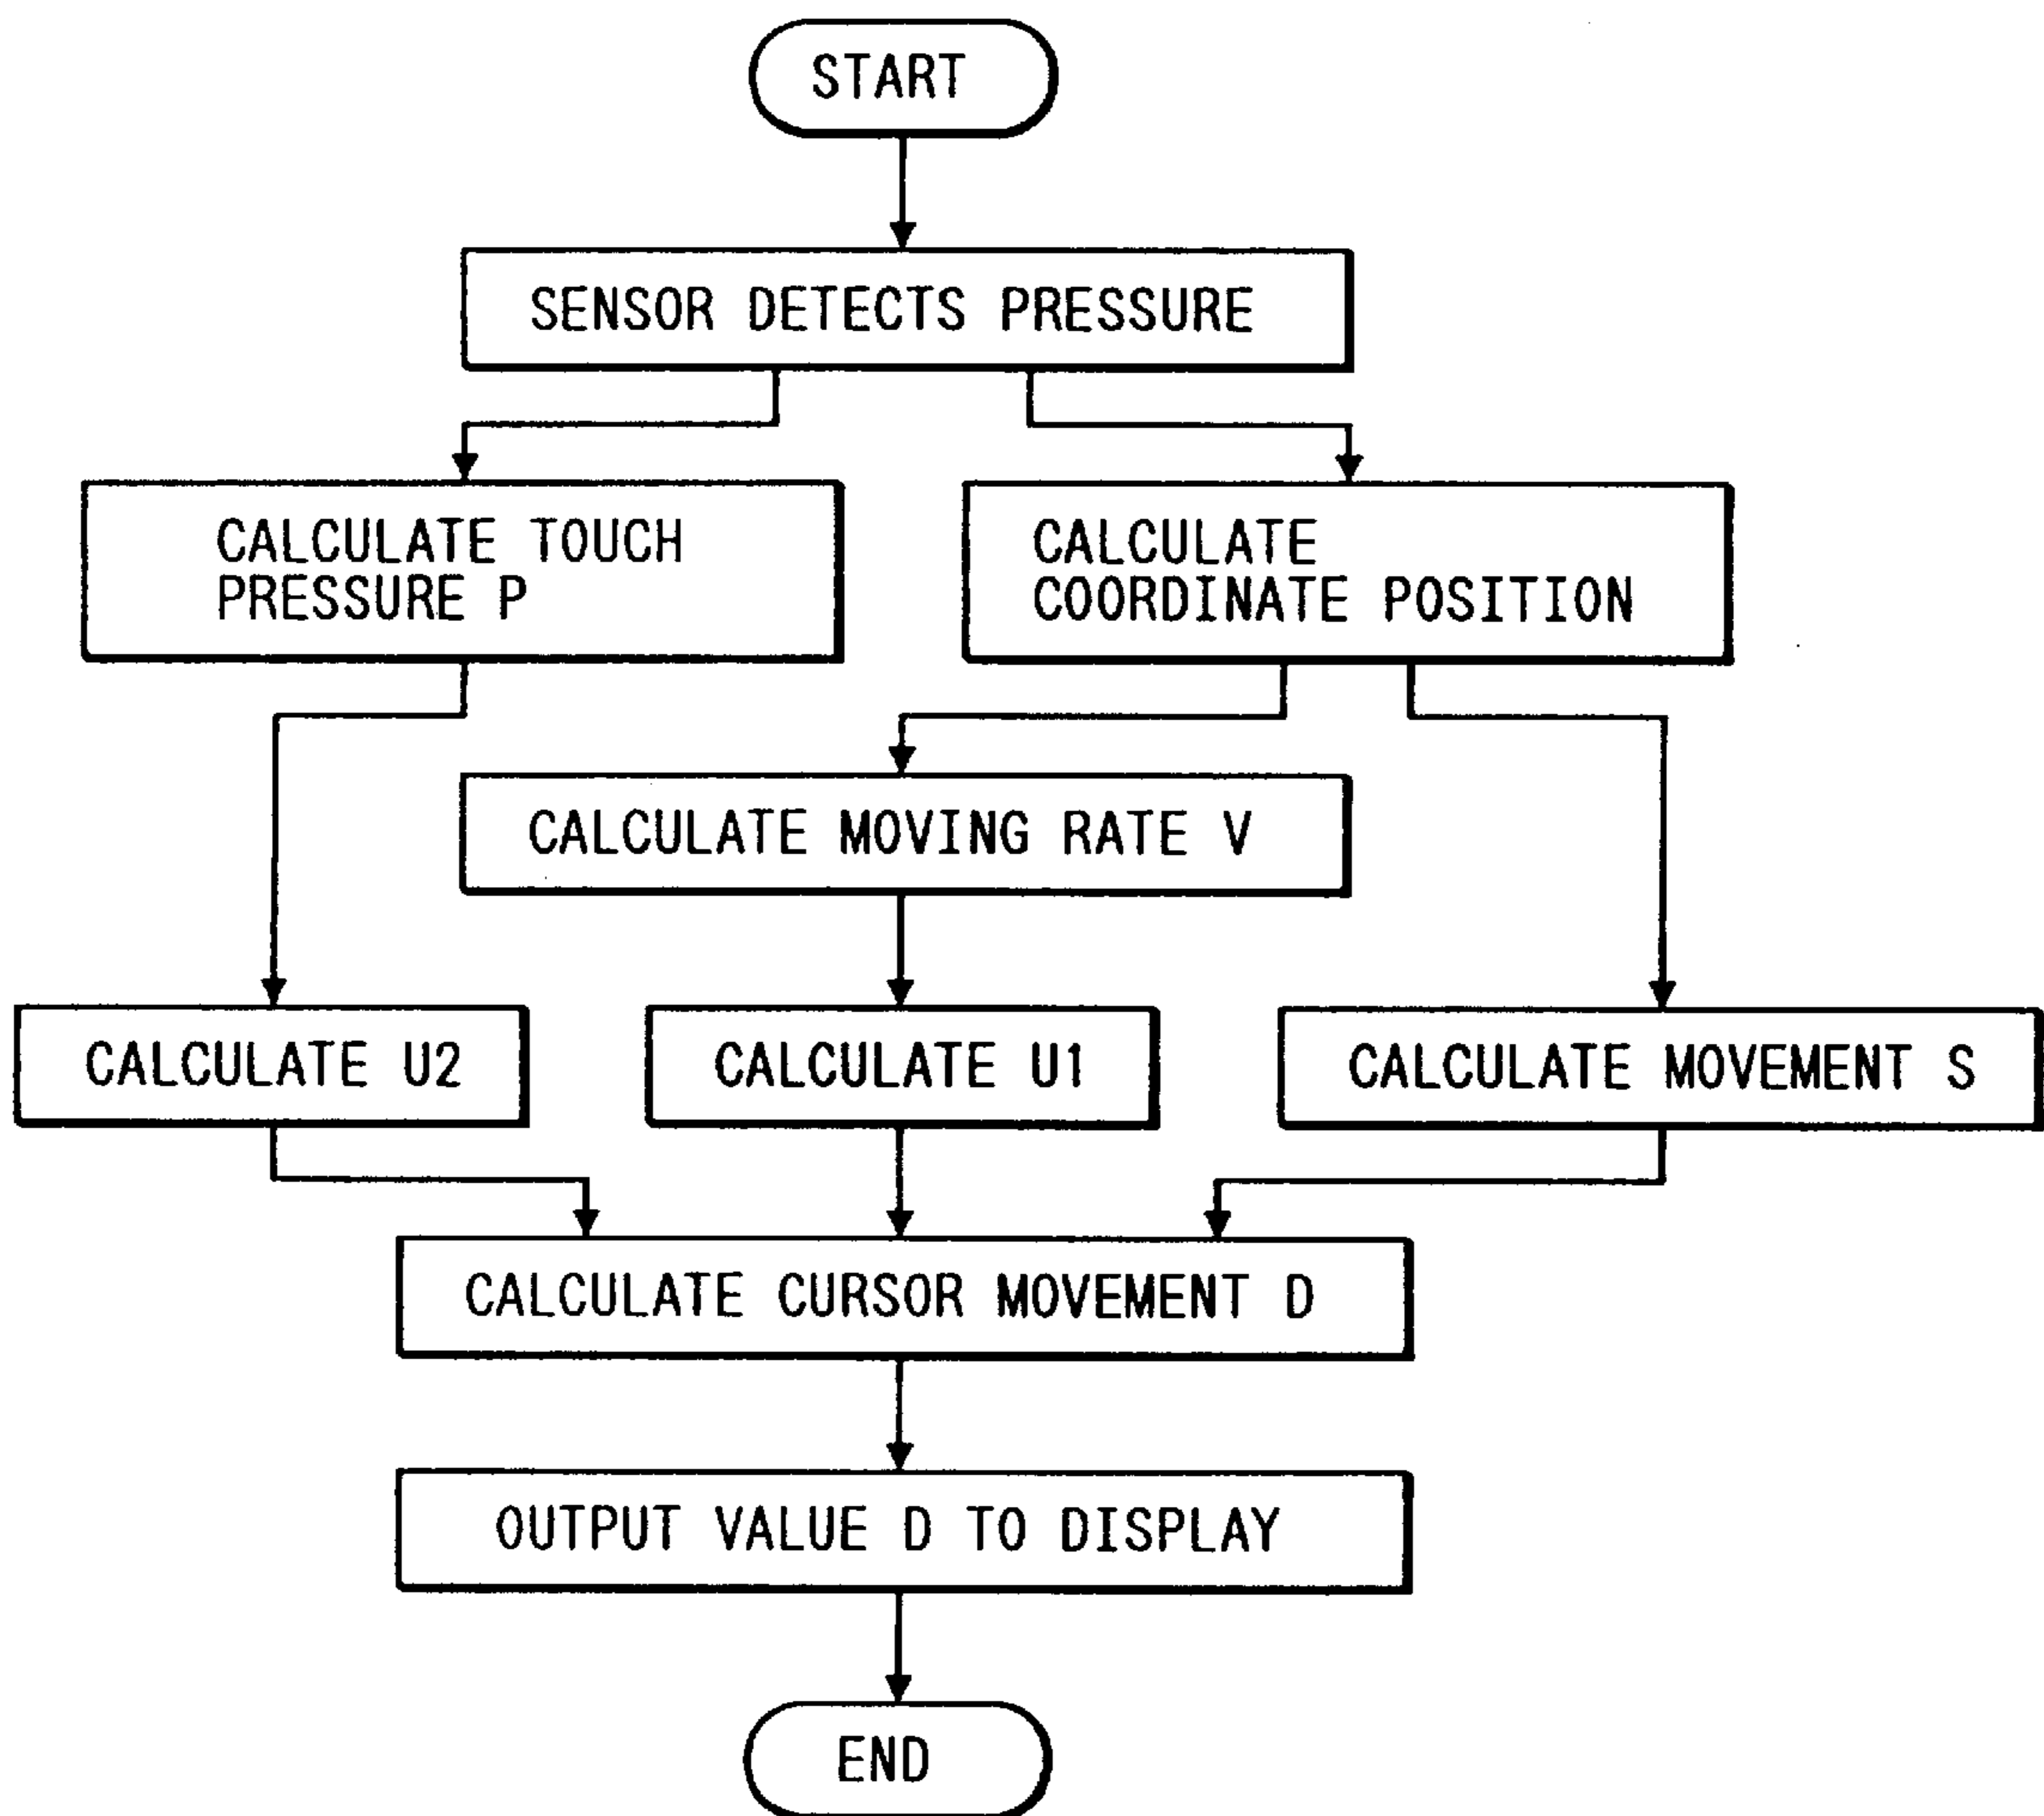 START
SENSOR DETECTS PRESSURE
CALCULATE TOUCH
PRESSURE P
CALCULATE
COORDINATE POSITION
CALCULATE MOVING RATE V
CALCULATE U2
CALCULATE U1
CALCULATE MOVEMENT S
CALCULATE CURSOR MOVEMENT D
OUTPUT VALUE D TO DISPLAY
END